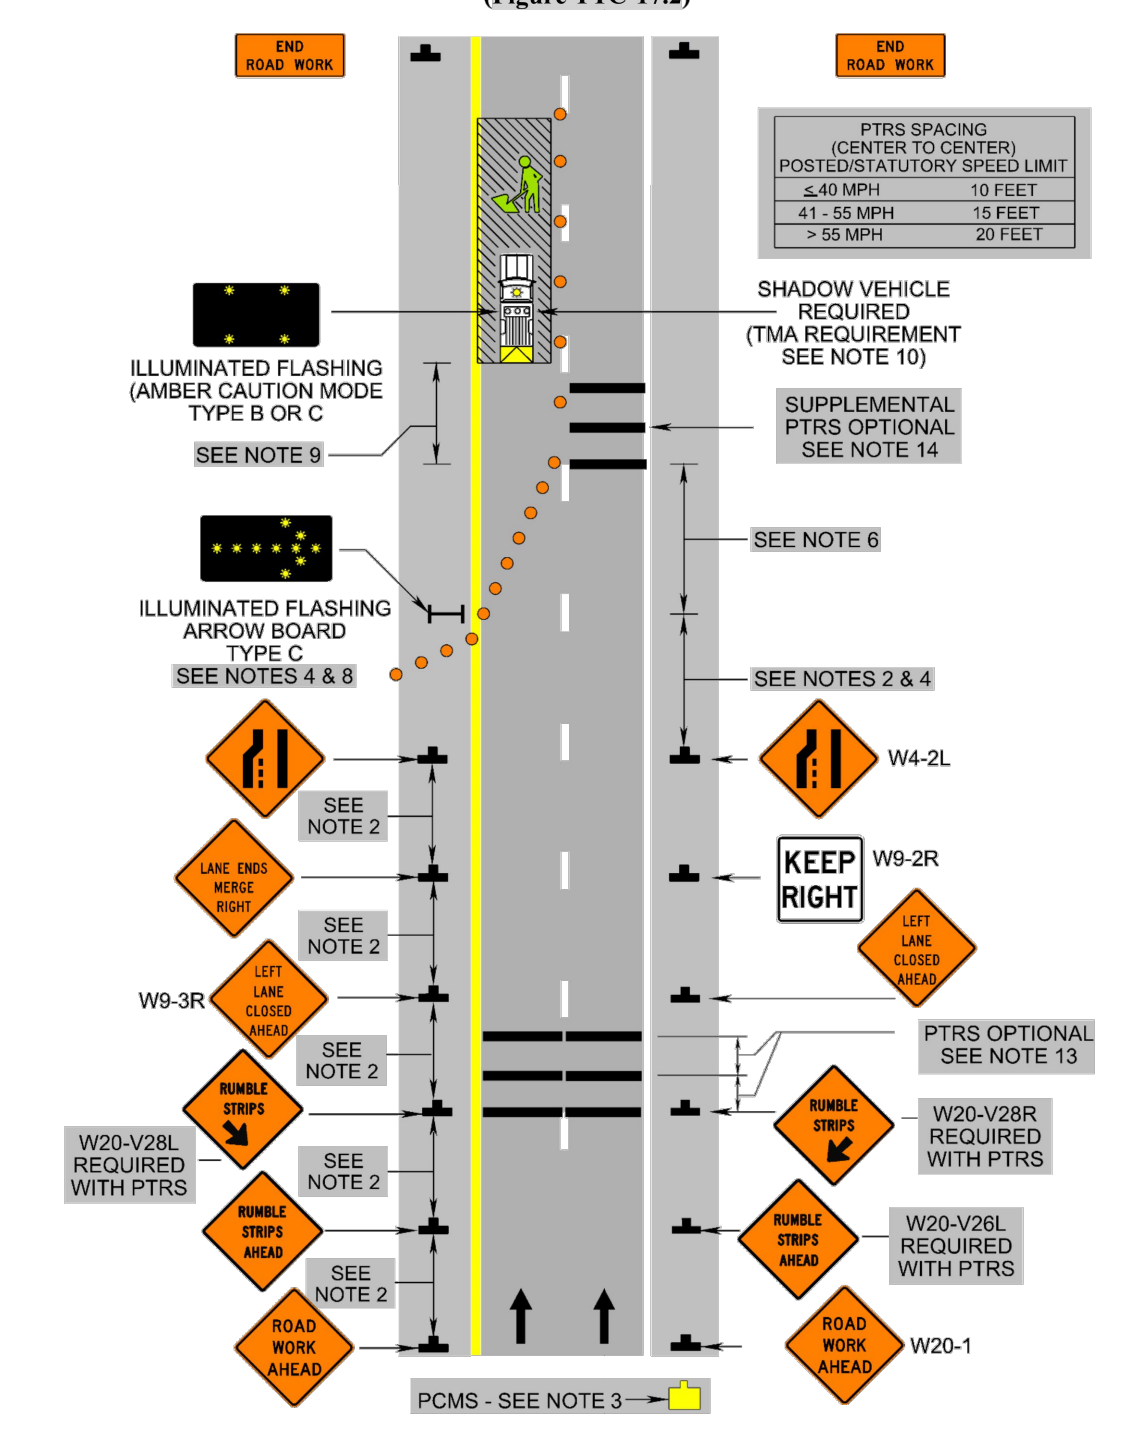 (Figure TTC-17.2)
END
ROAD WORK
END
ROAD WORK
PTRS SPACING
(CENTER TO CENTER)
POSTED/STATUTORY SPEED LIMIT
≤40 MPH 10 FEET
41 - 55 MPH 15 FEET
> 55 MPH 20 FEET
SHADOW VEHICLE
REQUIRED
(TMA REQUIREMENT
SEE NOTE 10)
ILLUMINATED FLASHING
(AMBER CAUTION MODE
TYPE B OR C
SEE NOTE 9
SUPPLEMENTAL
PTRS OPTIONAL
SEE NOTE 14
SEE NOTE 6
ILLUMINATED FLASHING
ARROW BOARD
TYPE C
SEE NOTES 4 & 8
SEE NOTES 2 & 4
W4-2L
SEE
NOTE 2
LANE ENDS
MERGE
RIGHT
KEEP
RIGHT
W9-2R
SEE
NOTE 2
LEFT
LANE
CLOSED
AHEAD
W9-3R
LEFT
LANE
CLOSED
AHEAD
SEE
NOTE 2
PTRS OPTIONAL
SEE NOTE 13
RUMBLE
STRIPS
RUMBLE
STRIPS
W20-V28L
REQUIRED
WITH PTRS
W20-V28R
REQUIRED
WITH PTRS
SEE
NOTE 2
RUMBLE
STRIPS
AHEAD
RUMBLE
STRIPS
AHEAD
W20-V26L
REQUIRED
WITH PTRS
SEE
NOTE 2
ROAD
WORK
AHEAD
ROAD
WORK
AHEAD
W20-1
PCMS - SEE NOTE 3